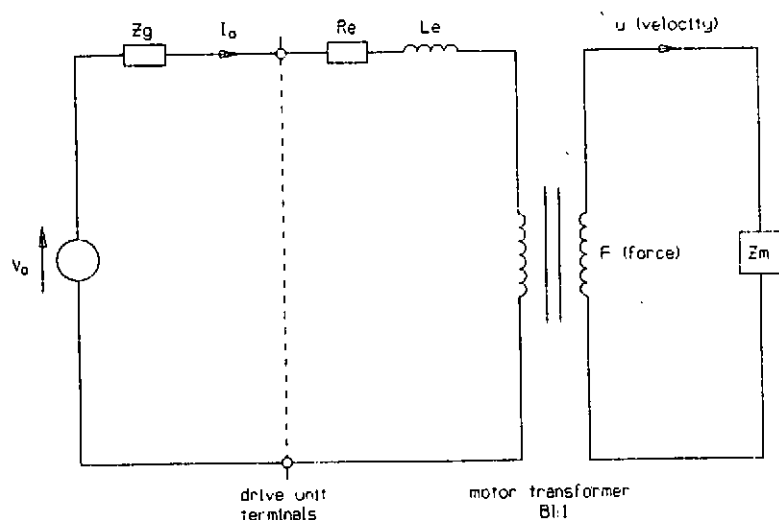 Zg
Io
Re
Le
u (velocity)
Vo
F (force)
Zm
drive unit
terminals
motor transformer
Bl:1